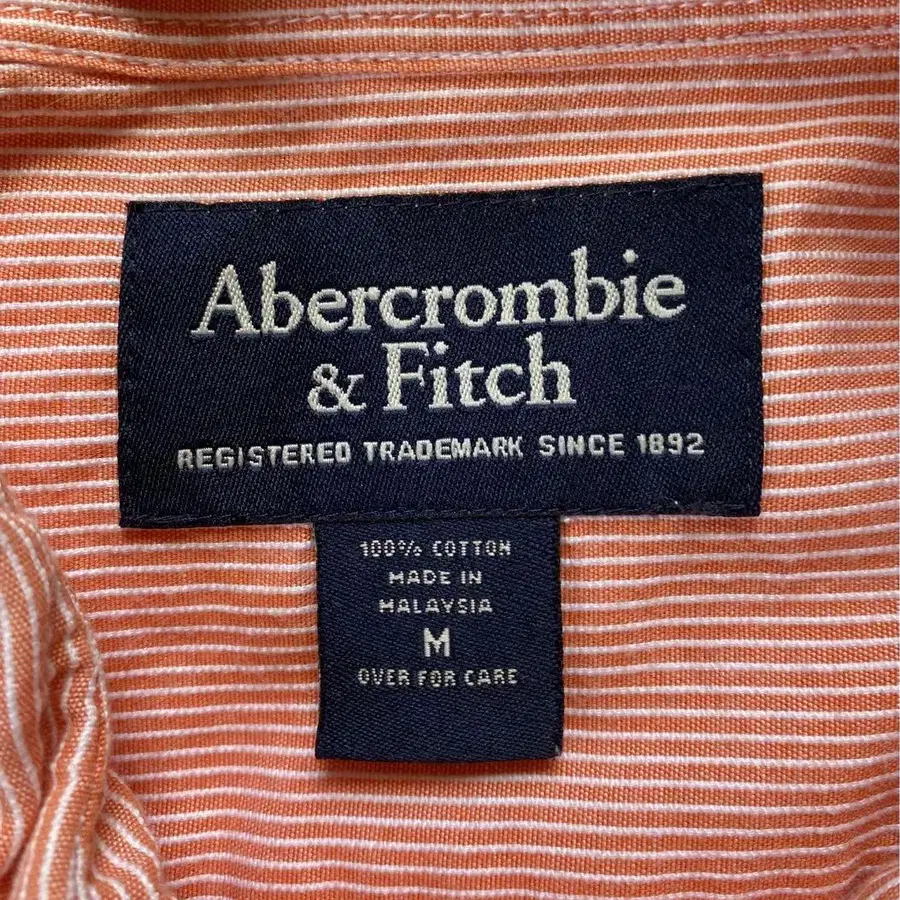 Abercrombie
& Fitch
REGISTERED TRADEMARK SINCE 1892
100% COTTON
MADE IN
MALAYSIA
M
OVER FOR CARE